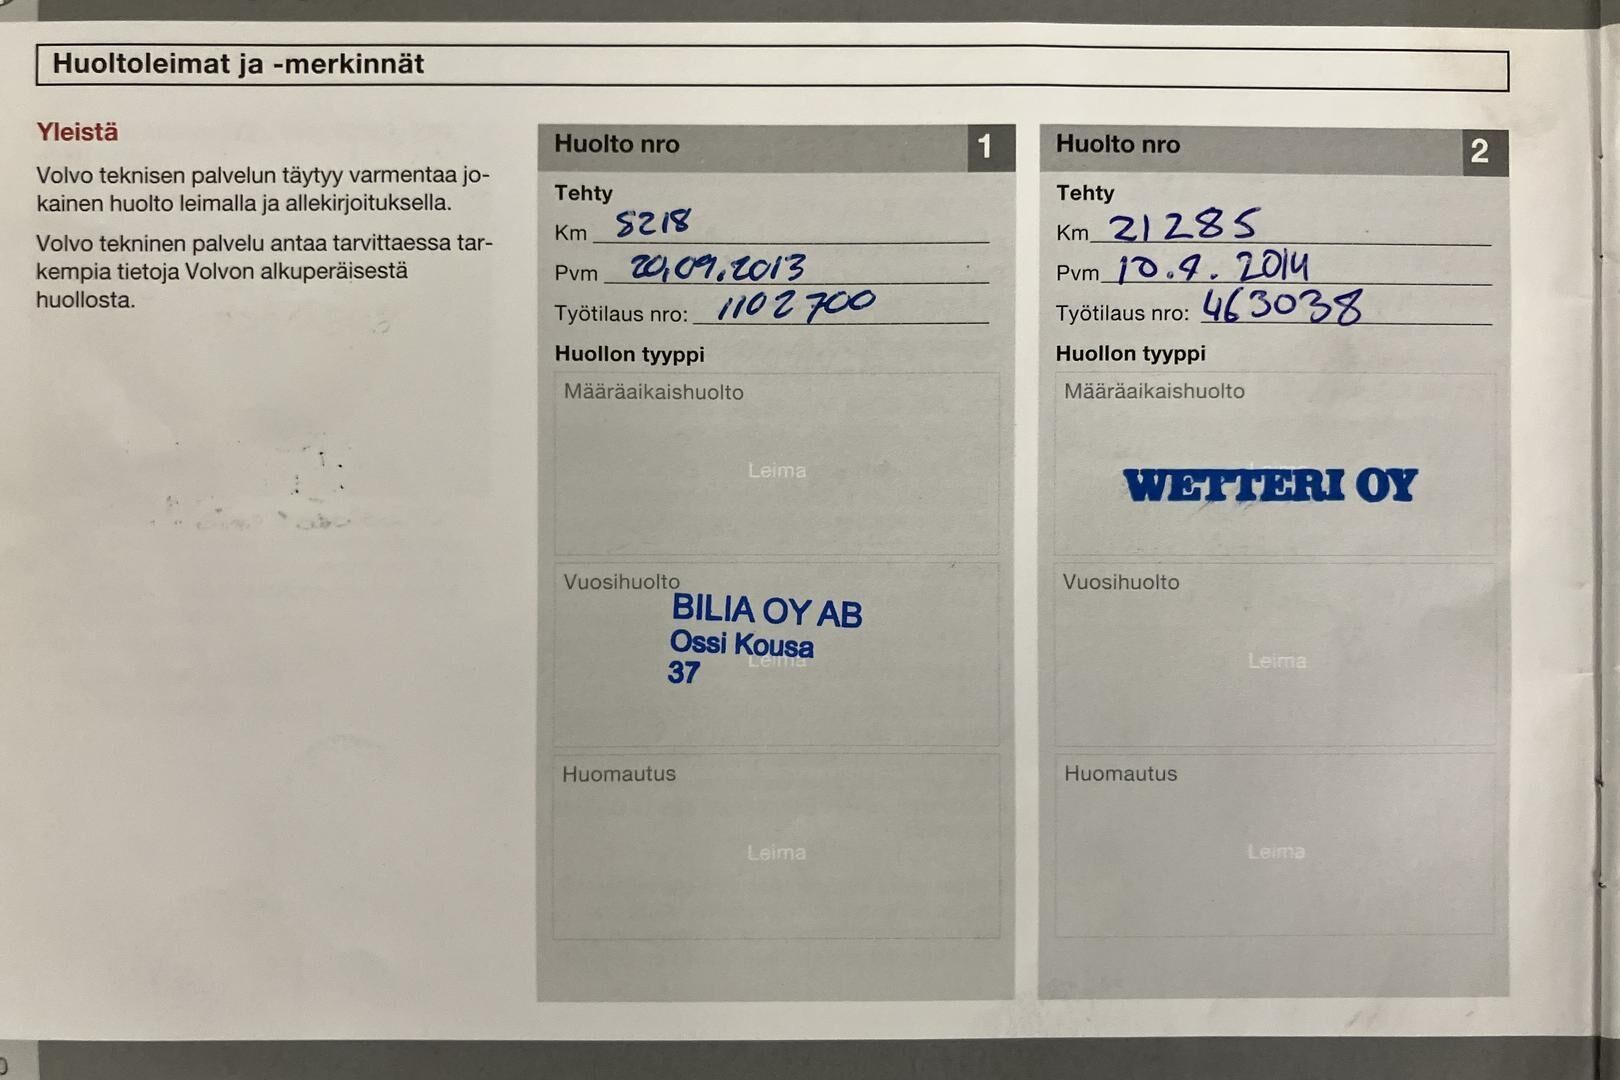 Huoltoleimat ja -merkinnät
Yleistä
Volvo teknisen palvelun täytyy varmentaa jo-
kainen huolto leimalla ja allekirjoituksella.
Volvo tekninen palvelu antaa tarvittaessa tar-
kempia tietoja Volvon alkuperäisestä
huollosta.
Huolto nro 1
Tehty
Km 8218
Pvm 20,09.2013
Työtilaus nro: 1102700
Huollon tyyppi
Määräaikaishuolto
Leima
Vuosihuolto
BILIA OY AB
Ossi Kousa
Leima
37
Huomautus
Leima
Huolto nro 2
Tehty
Km 21285
Pvm 10.9. 2014
Työtilaus nro: 463038
Huollon tyyppi
Määräaikaishuolto
WETTERI OY
Vuosihuolto
Leima
Huomautus
Leima